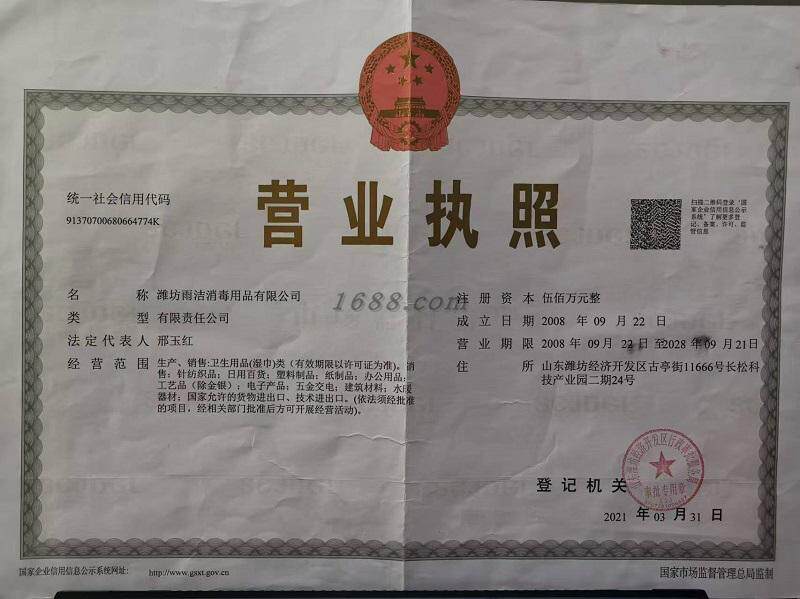 营业执照
统一社会信用代码
91370700680664774K
扫描二维码登录“国
家企业信用信息公示
系统”了解更多登
记、备案、许可、监
管信息
名 称 潍坊雨洁消毒用品有限公司
类 型 有限责任公司
法定代表人 邢玉红
经营范围 生产、销售:卫生用品(湿巾)类（有效期限以许可证为准）。销
售：针纺织品；日用百货；塑料制品；纸制品；办公用品；
工艺品（除金银）；电子产品；五金交电；建筑材料；水暖
器材；国家允许的货物进出口、技术进出口。(依法须经批准
的项目，经相关部门批准后方可开展经营活动)。
注册资本 伍佰万元整
成立日期 2008 年 09 月 22 日
营业期限 2008 年 09 月 22 日至2028 年 09 月 21 日
住所 山东潍坊经济开发区古亭街11666号长松科
技产业园二期24号
1688.com
登记机关
审批专用章
2021 年 03 月 31 日
国家企业信用信息公示系统网址: http://www.gsxt.gov.cn
国家市场监督管理总局监制